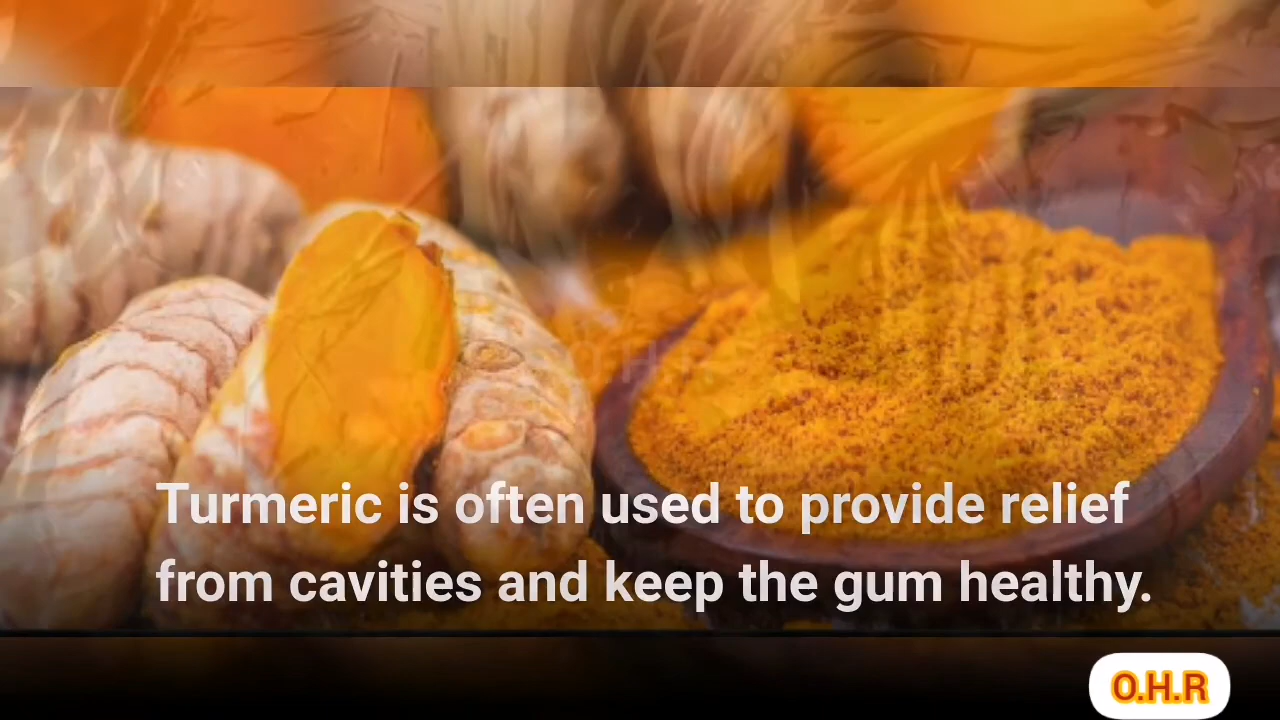 Turmeric is often used to provide relief
from cavities and keep the gum healthy.
O.H.R